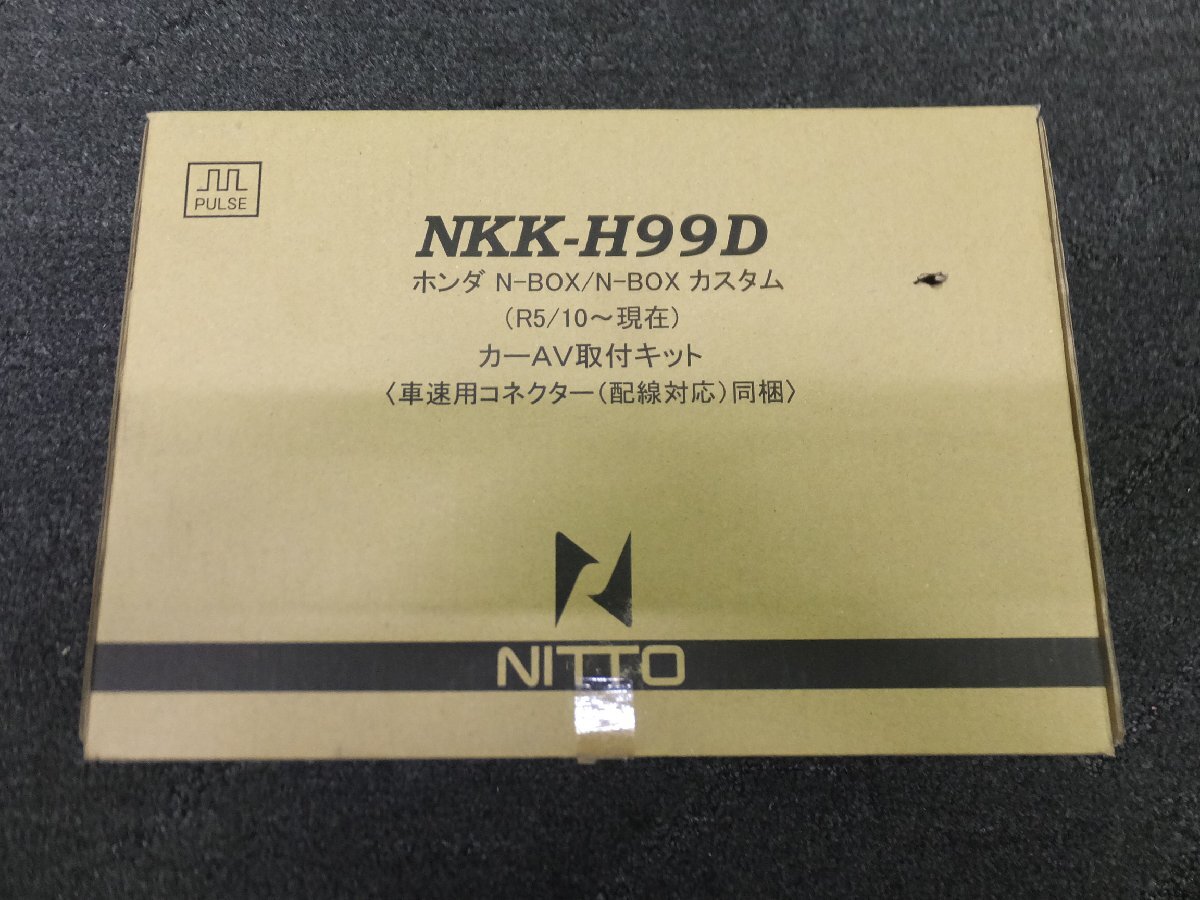 PULSE
NKK-H99D
ホンダ N-BOX/N-BOX カスタム
(R5/10～現在)
カーAV取付キット
〈車速用コネクター(配線対応)同梱〉
NITTO